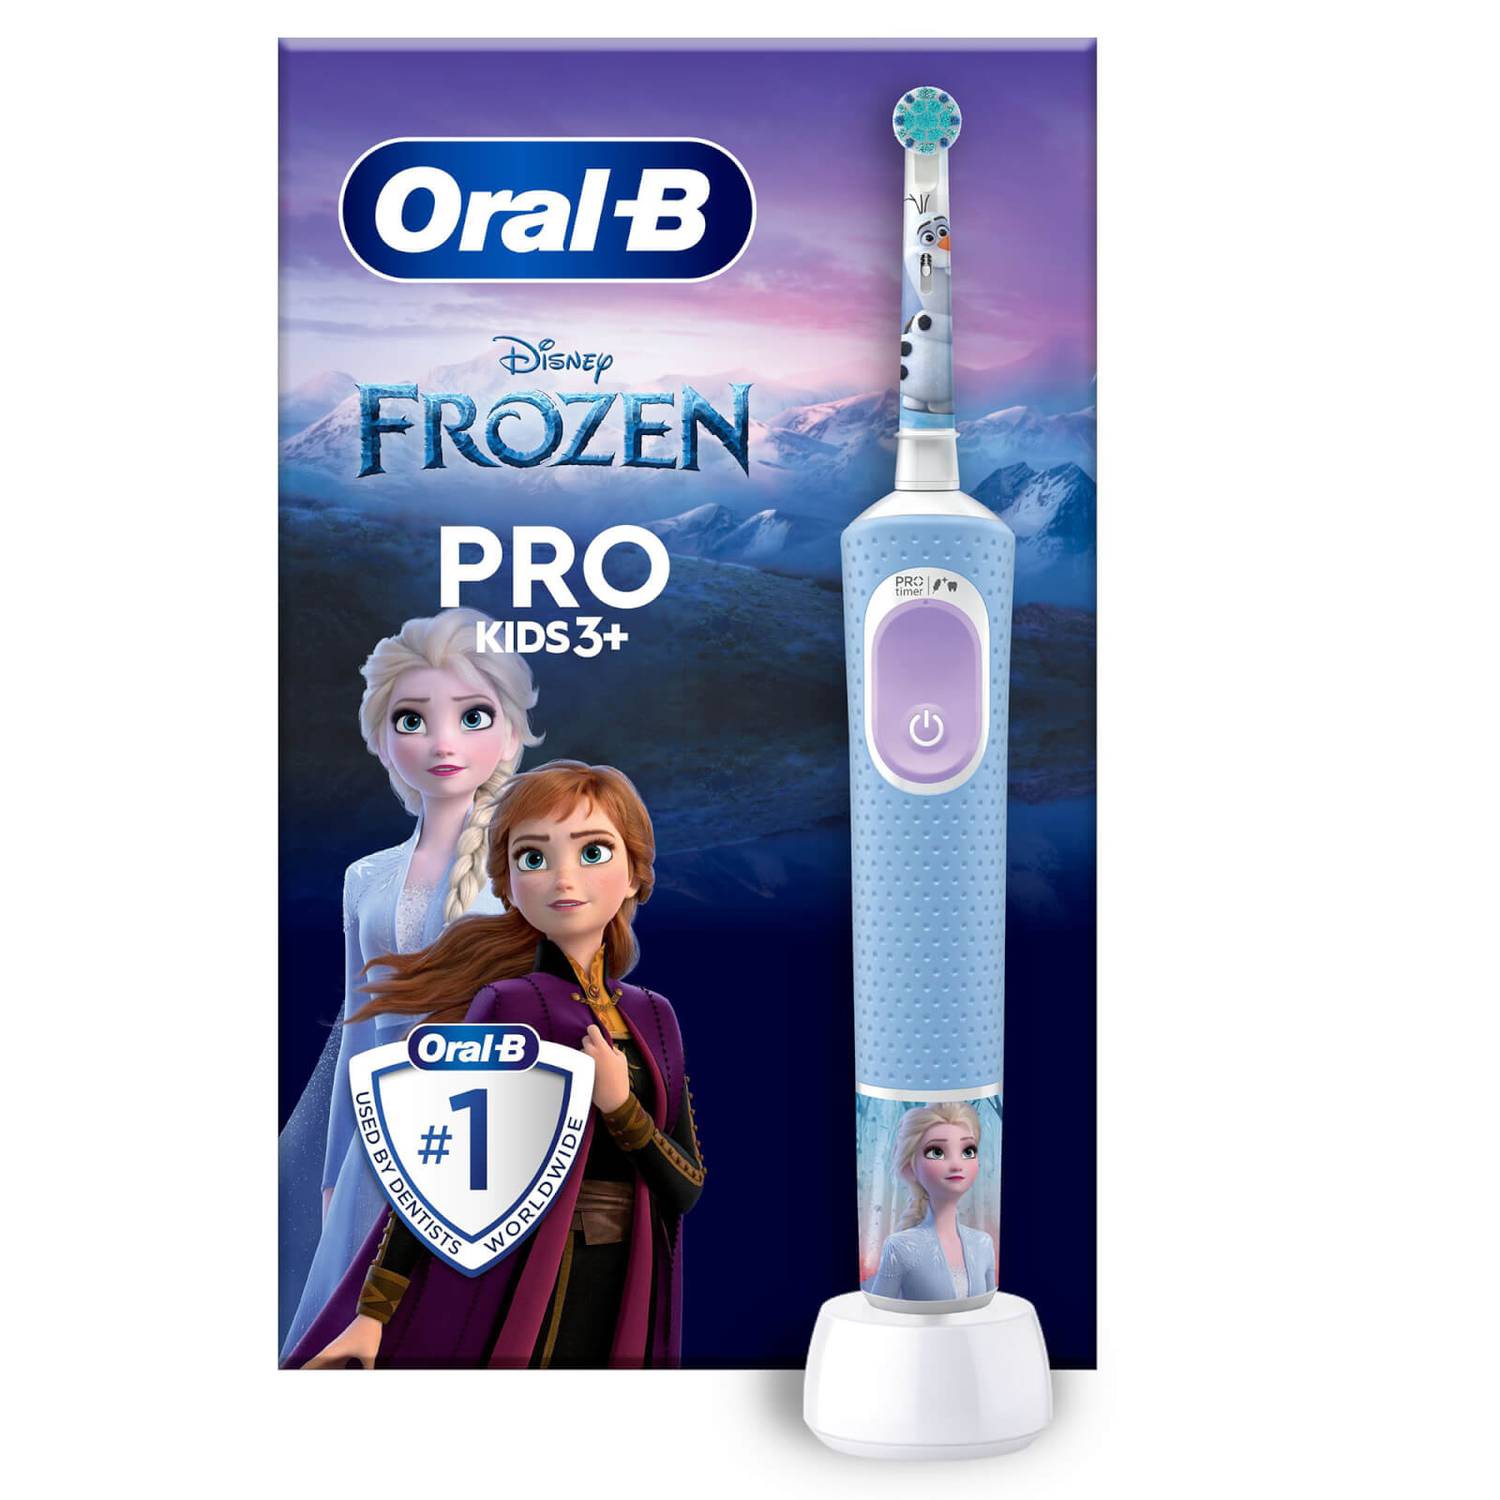 Oral-B
Disney
FROZEN
PRO
KIDS 3+
PRO
timer
Oral-B
#1
USED BY DENTISTS WORLDWIDE